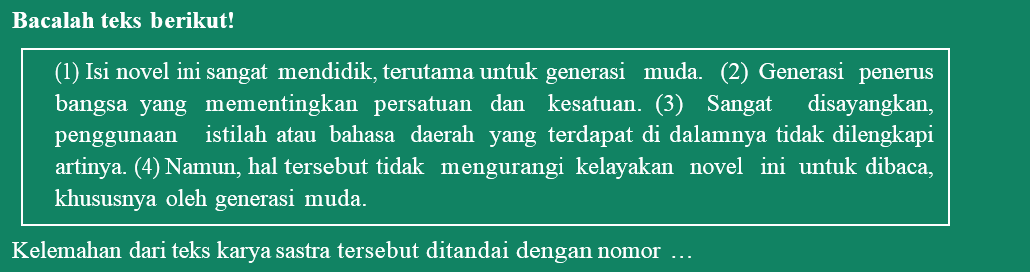 Bacalah teks berikut!
(1) Isi novel ini sangat mendidik, terutama untuk generasi muda. (2) Generasi penerus
bangsa yang mementingkan persatuan dan kesatuan. (3) Sangat disayangkan,
penggunaan istilah atau bahasa daerah yang terdapat di dalamnya tidak dilengkapi
artinya. (4) Namun, hal tersebut tidak mengurangi kelayakan novel ini untuk dibaca,
khususnya oleh generasi muda.
Kelemahan dari teks karya sastra tersebut ditandai dengan nomor …